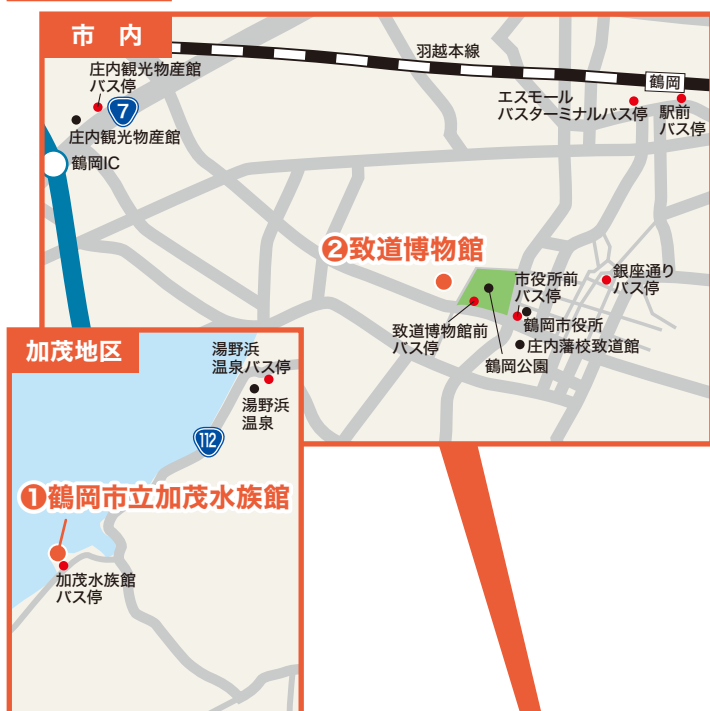 市 内
羽越本線
鶴岡
庄内観光物産館
バス停
7
庄内観光物産館
鶴岡IC
エスモール
バスターミナルバス停
駅前
バス停
❷致道博物館
市役所前
バス停
銀座通り
バス停
鶴岡市役所
致道博物館前
バス停
庄内藩校致道館
鶴岡公園
加茂地区
湯野浜
温泉バス停
湯野浜
温泉
112
❶鶴岡市立加茂水族館
加茂水族館
バス停